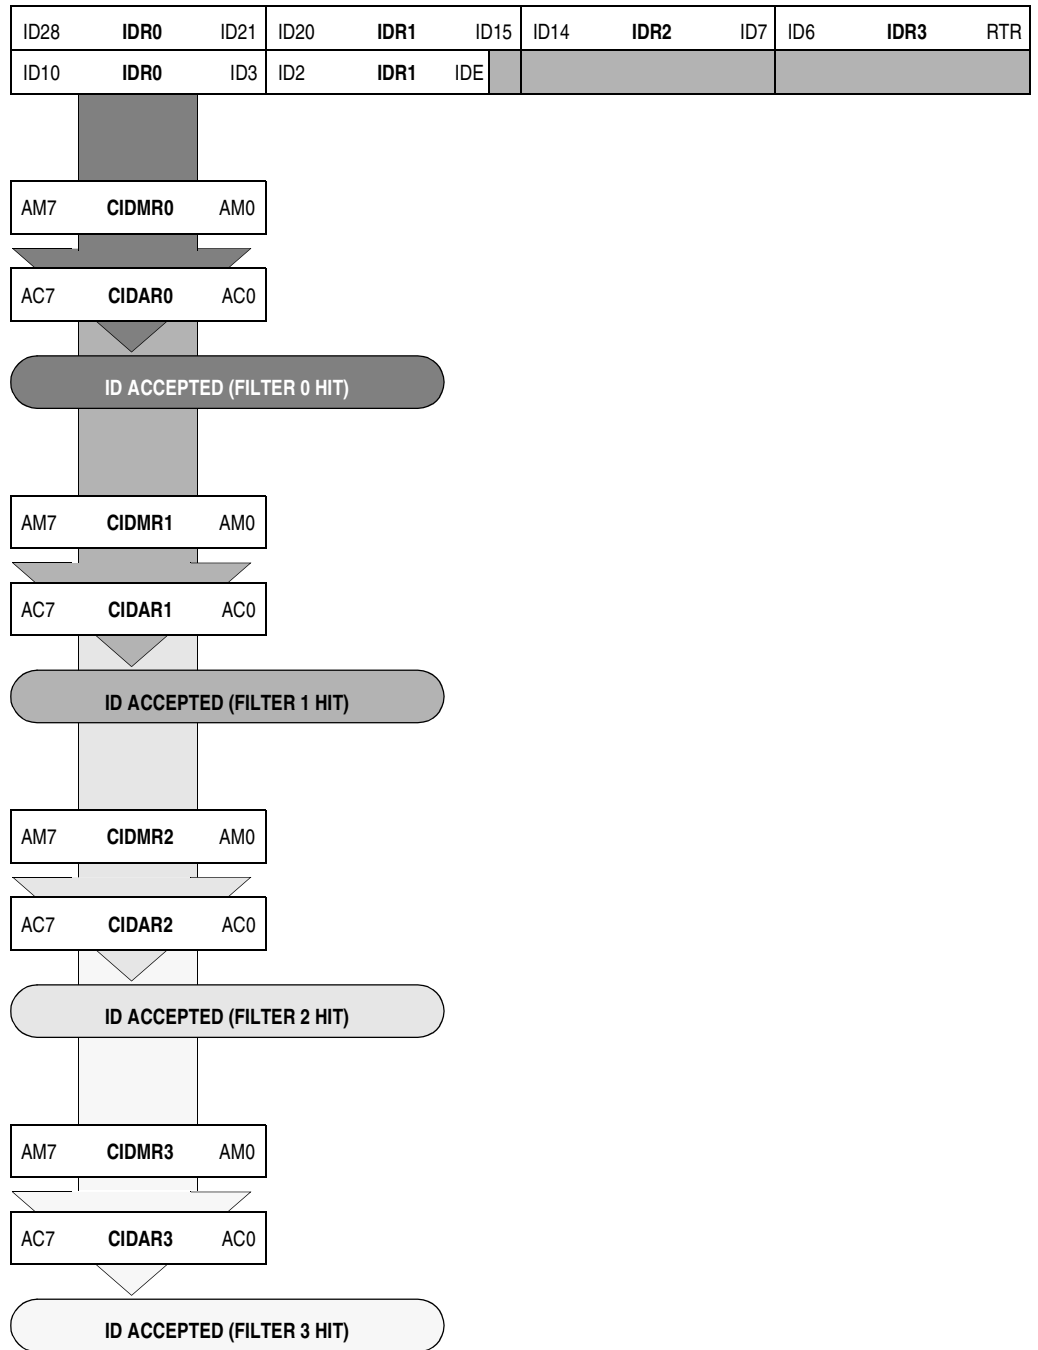 ID28 IDR0 ID21 ID20 IDR1 ID15 ID14 IDR2 ID7 ID6 IDR3 RTR
ID10 IDR0 ID3 ID2 IDR1 IDE
AM7 CIDMR0 AM0
AC7 CIDAR0 AC0
ID ACCEPTED (FILTER 0 HIT)
AM7 CIDMR1 AM0
AC7 CIDAR1 AC0
ID ACCEPTED (FILTER 1 HIT)
AM7 CIDMR2 AM0
AC7 CIDAR2 AC0
ID ACCEPTED (FILTER 2 HIT)
AM7 CIDMR3 AM0
AC7 CIDAR3 AC0
ID ACCEPTED (FILTER 3 HIT)